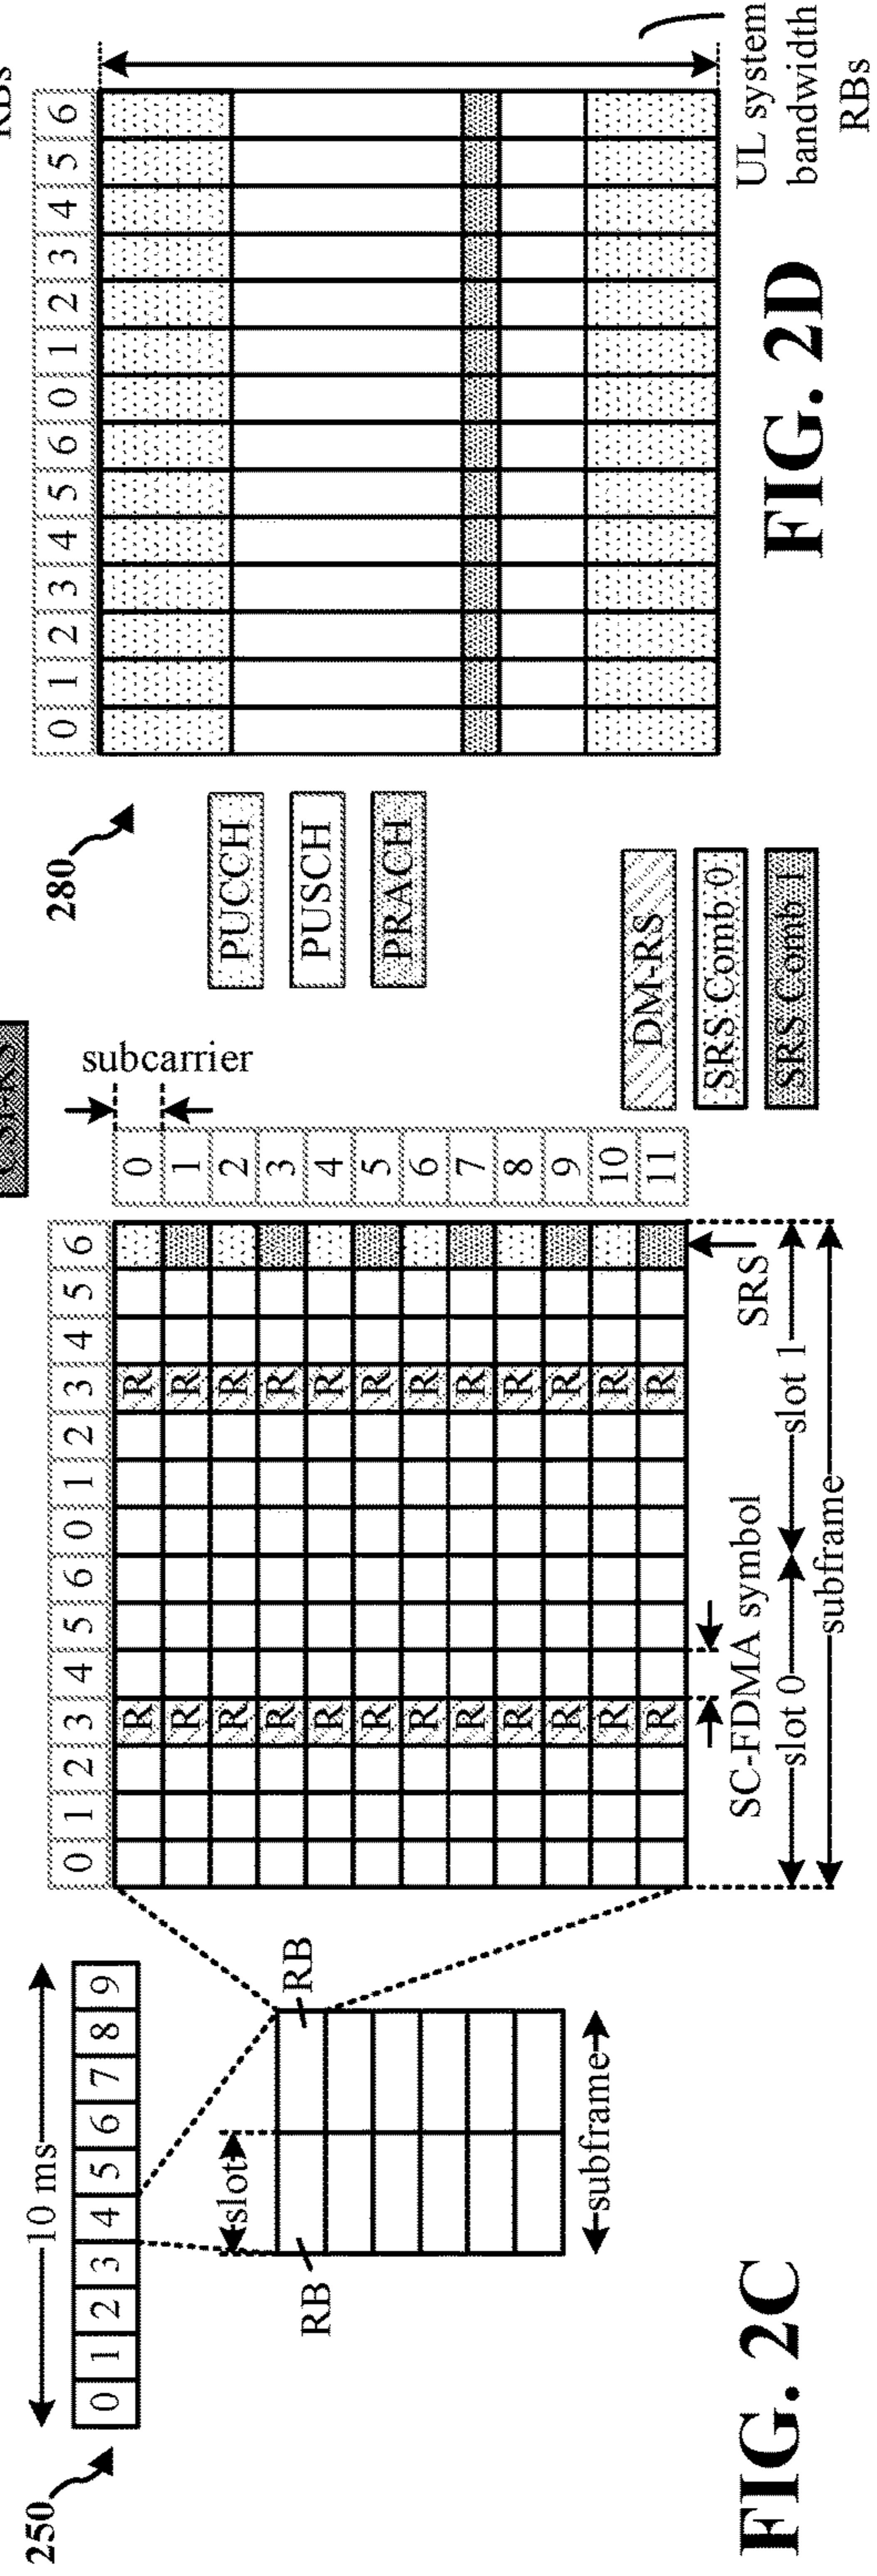 250
10 ms
0 1 2 3 4 5 6 7 8 9
slot
RB
RB
subframe
FIG. 2C
0 1 2 3 4 5 6 0 1 2 3 4 5 6
R R
R R
R R
R R
R R
R R
R R
R R
R R
R R
R R
R R
subcarrier
0
1
2
3
4
5
6
7
8
9
10
11
SC-FDMA symbol
SRS
slot 0
slot 1
subframe
DM-RS
SRS Comb 0
SRS Comb 1
280
PUCCH
PUSCH
PRACH
0 1 2 3 4 5 6 0 1 2 3 4 5 6
UL system
bandwidth
RBs
FIG. 2D
RBs